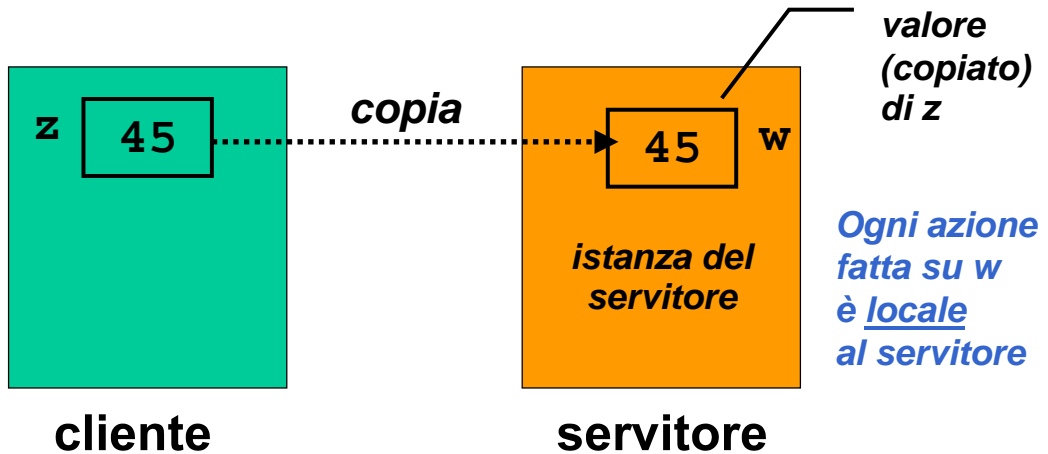 valore
(copiato)
di z
z
45
copia
45
w
istanza del
servitore
Ogni azione
fatta su w
è locale
al servitore
cliente
servitore